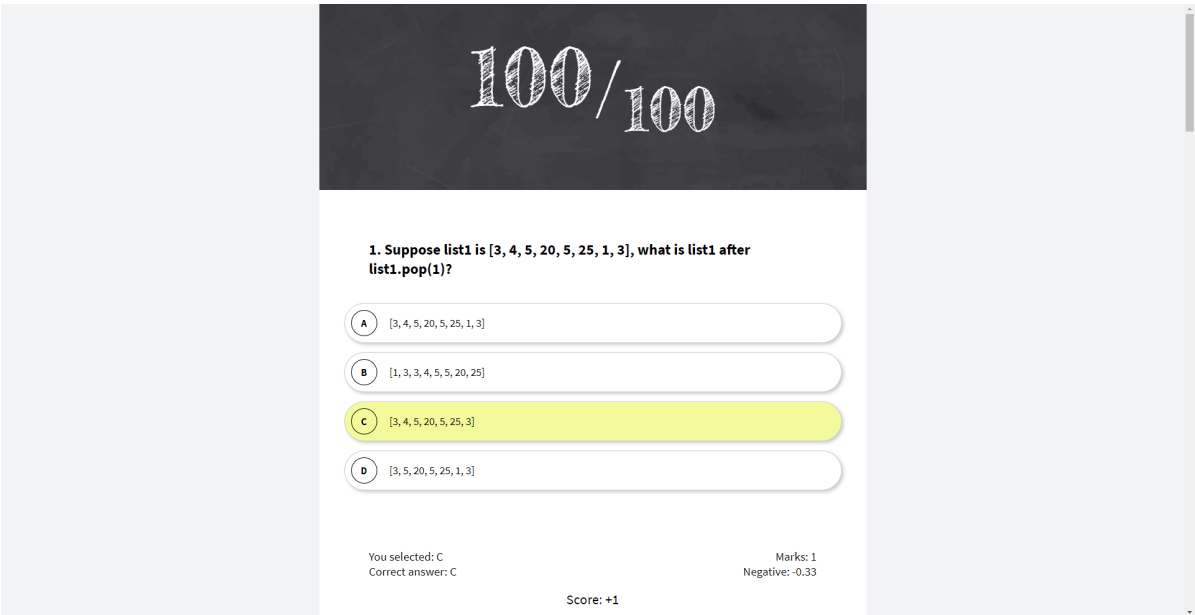 100/100
1. Suppose list1 is [3, 4, 5, 20, 5, 25, 1, 3], what is list1 after
list1.pop(1)?
A [3, 4, 5, 20, 5, 25, 1, 3]
B [1, 3, 3, 4, 5, 5, 20, 25]
C [3, 4, 5, 20, 5, 25, 3]
D [3, 5, 20, 5, 25, 1, 3]
You selected: C Marks: 1
Correct answer: C Negative: -0.33
Score: +1